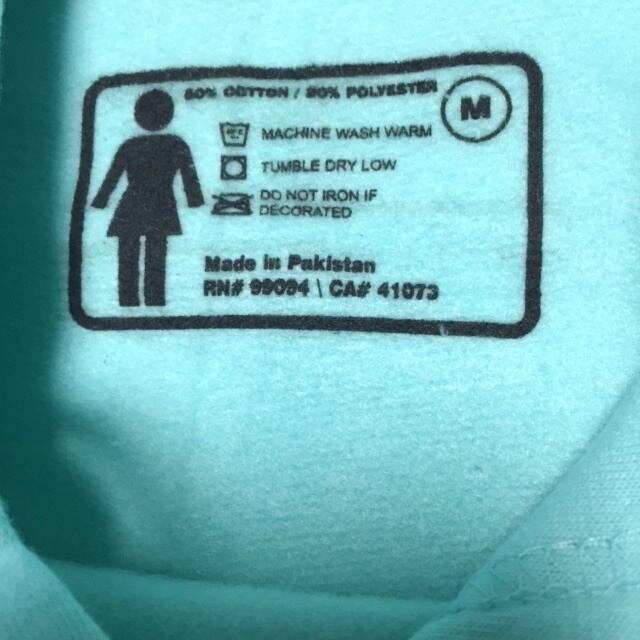 80% COTTON / 20% POLYESTER
M
MACHINE WASH WARM
TUMBLE DRY LOW
DO NOT IRON IF
DECORATED
Made in Pakistan
RN# 99094 \ CA# 41073